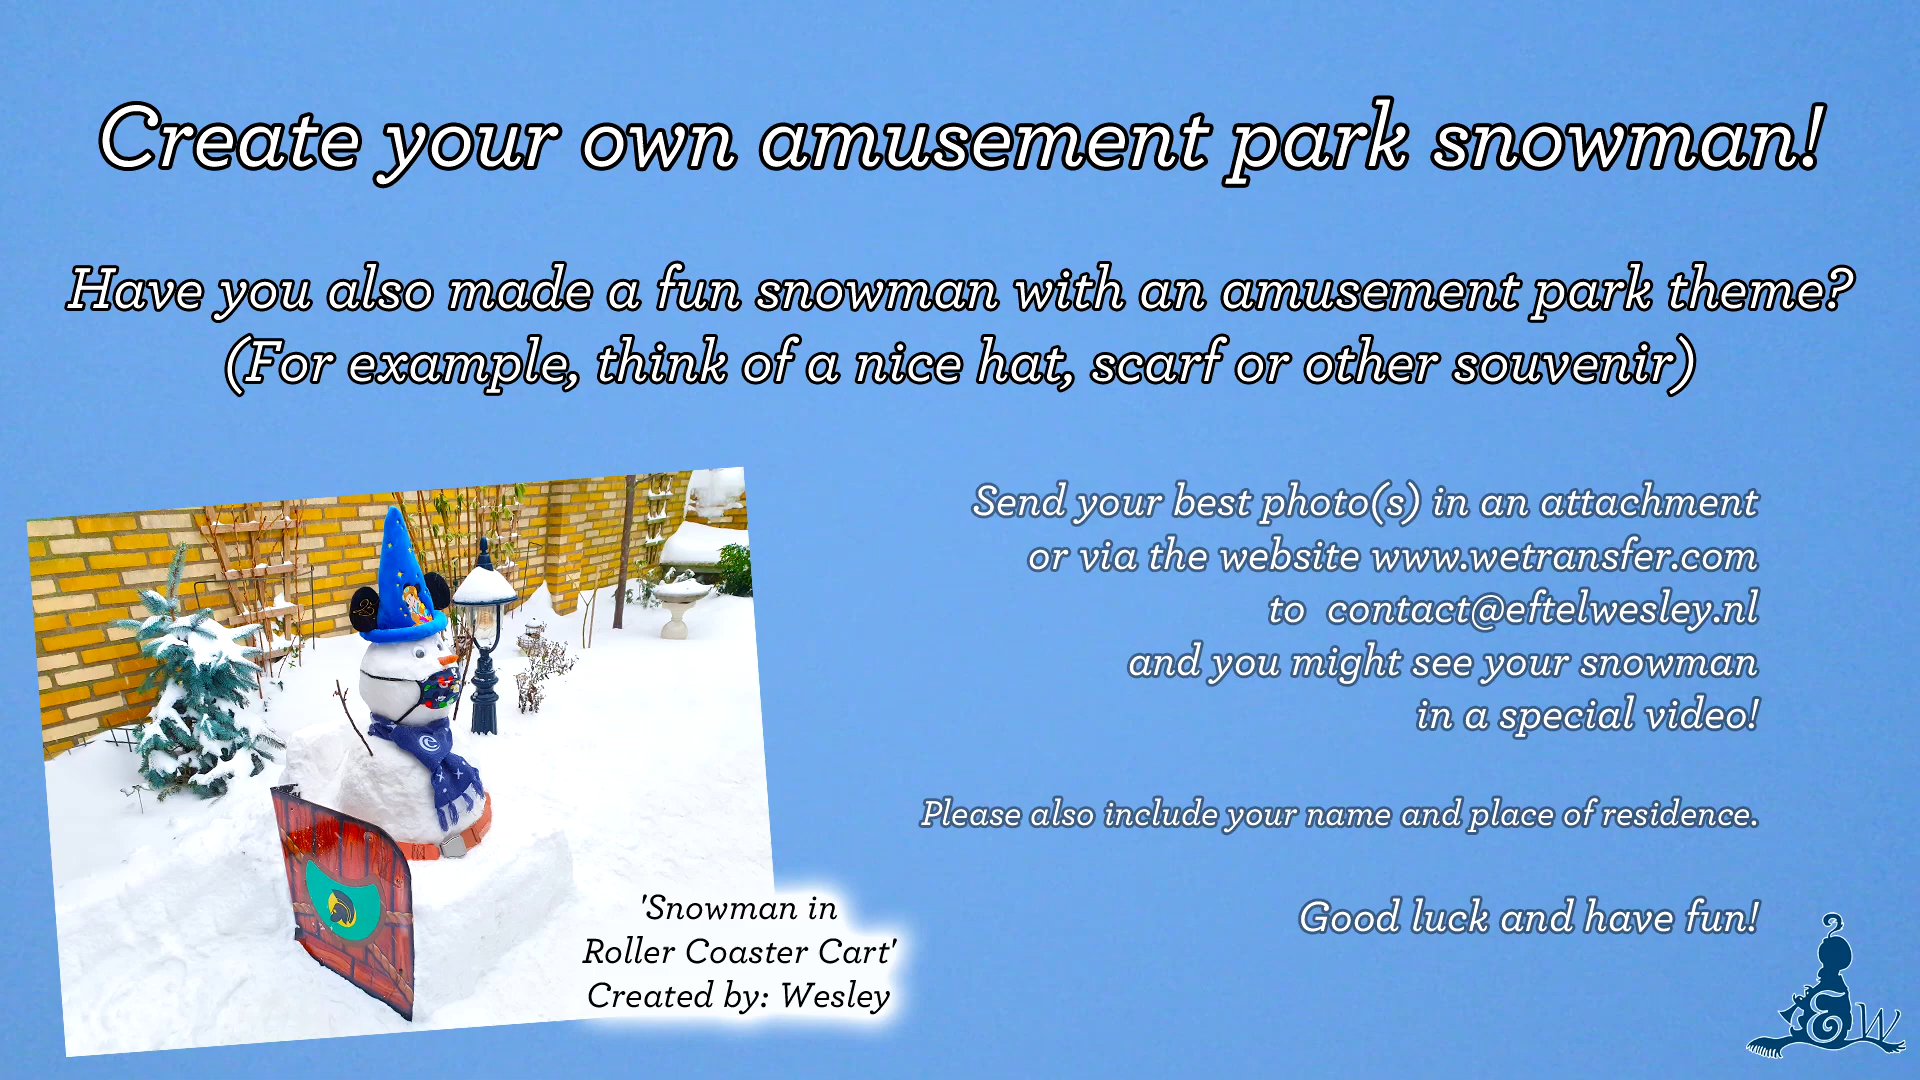 Create your own amusement park snowman!
Have you also made a fun snowman with an amusement park theme?
(For example, think of a nice hat, scarf or other souvenir)
Send your best photo(s) in an attachment
or via the website www.wetransfer.com
to contact@eftelwesley.nl
and you might see your snowman
in a special video!
Please also include your name and place of residence.
Good luck and have fun!
'Snowman in
Roller Coaster Cart'
Created by: Wesley
EW